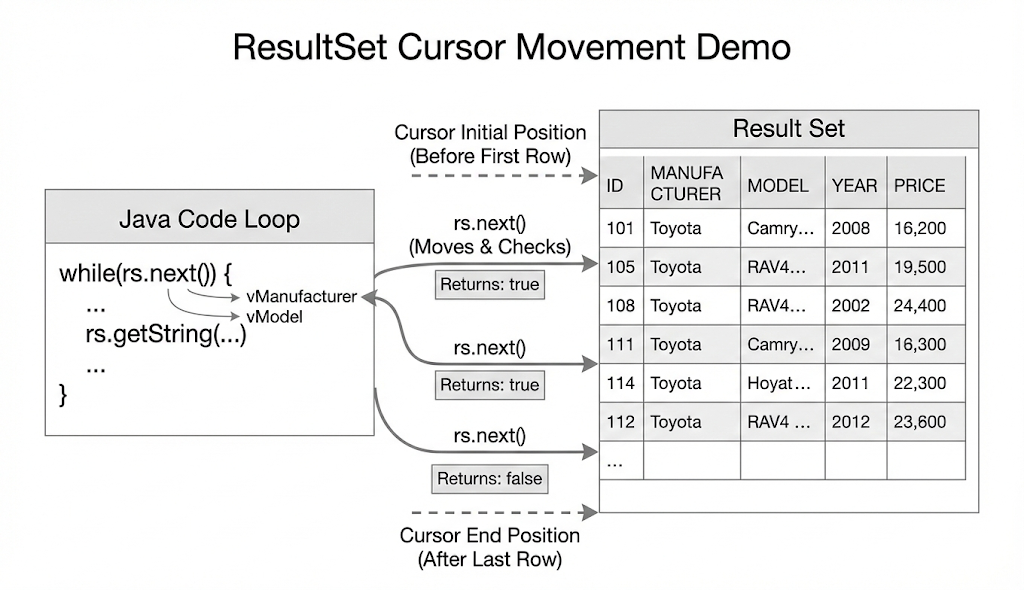 ResultSet Cursor Movement Demo
Java Code Loop
while(rs.next()) {
vManufacturer
...
vModel
rs.getString(...)
...
}
Cursor Initial Position
(Before First Row)
rs.next()
(Moves & Checks)
Returns: true
rs.next()
Returns: true
rs.next()
Returns: false
Cursor End Position
(After Last Row)
Result Set
ID MANUFA CTURER MODEL YEAR PRICE
101 Toyota Camry... 2008 16,200
105 Toyota RAV4... 2011 19,500
108 Toyota RAV4... 2002 24,400
111 Toyota Camry... 2009 16,300
114 Toyota Hoyat... 2011 22,300
112 Toyota RAV4 ... 2012 23,600
...